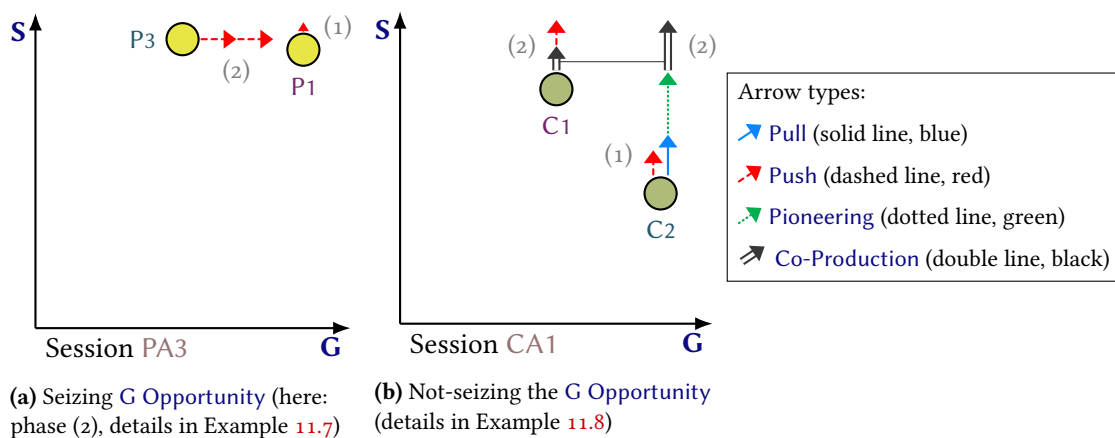 S
P3
(2)
(1)
P1
Session PA3
G
(a) Seizing G Opportunity (here:
phase (2), details in Example 11.7)
S
(2)
(2)
C1
(1)
C2
Session CA1
G
(b) Not-seizing the G Opportunity
(details in Example 11.8)
Arrow types:
Pull (solid line, blue)
Push (dashed line, red)
Pioneering (dotted line, green)
Co-Production (double line, black)